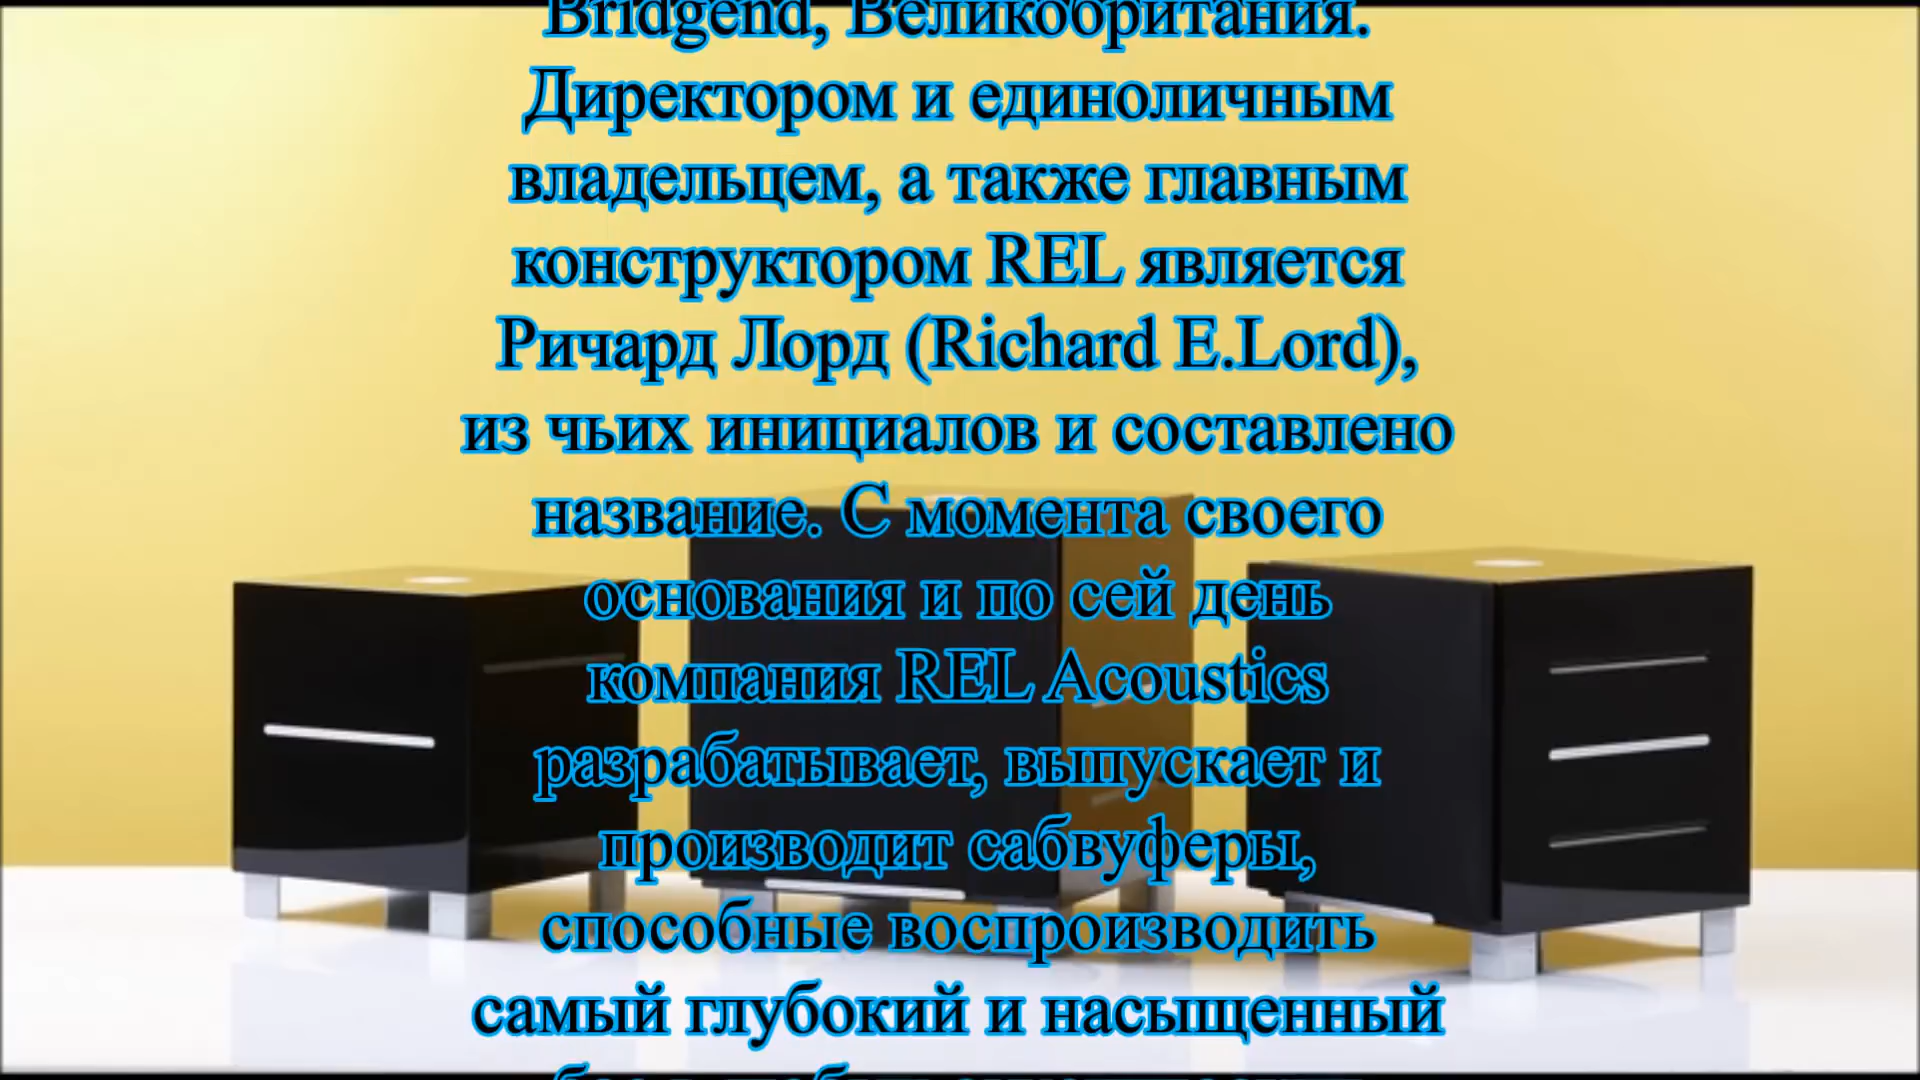 Bridgend, Великобритания.
Директором и единоличным
владельцем, а также главным
конструктором REL является
Ричард Лорд (Richard E.Lord),
из чьих инициалов и составлено
название. С момента своего
основания и по сей день
компания REL Acoustics
разрабатывает, выпускает и
производит сабвуферы,
способные воспроизводить
самый глубокий и насыщенный